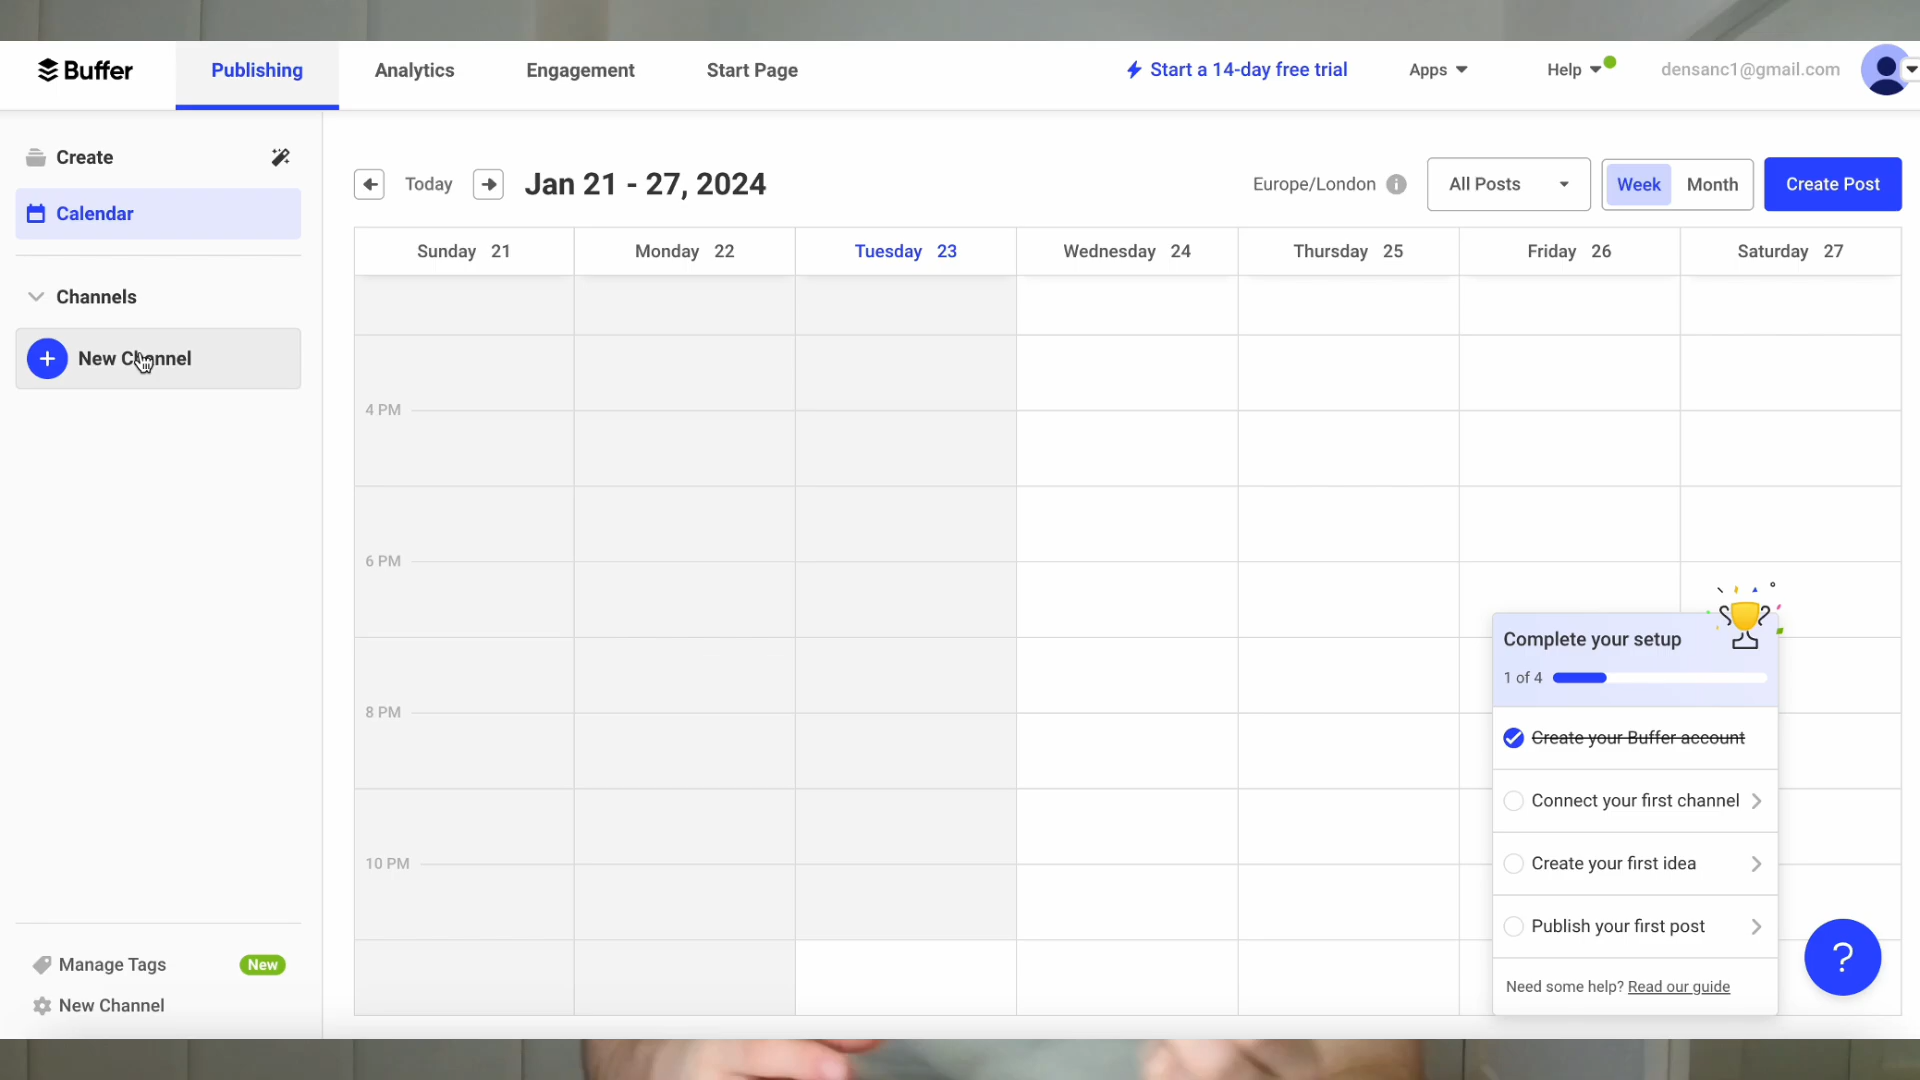 Buffer
Publishing
Analytics
Engagement
Start Page
Start a 14-day free trial
Apps
Help
densanc1@gmail.com
Create
Calendar
Channels
New Channel
Manage Tags
New
New Channel
Today
Jan 21 - 27, 2024
Europe/London
All Posts
Week
Month
Create Post
Sunday 21
Monday 22
Tuesday 23
Wednesday 24
Thursday 25
Friday 26
Saturday 27
4 PM
6 PM
8 PM
10 PM
Complete your setup
1 of 4
Create your Buffer account
Connect your first channel
Create your first idea
Publish your first post
Need some help? Read our guide
?